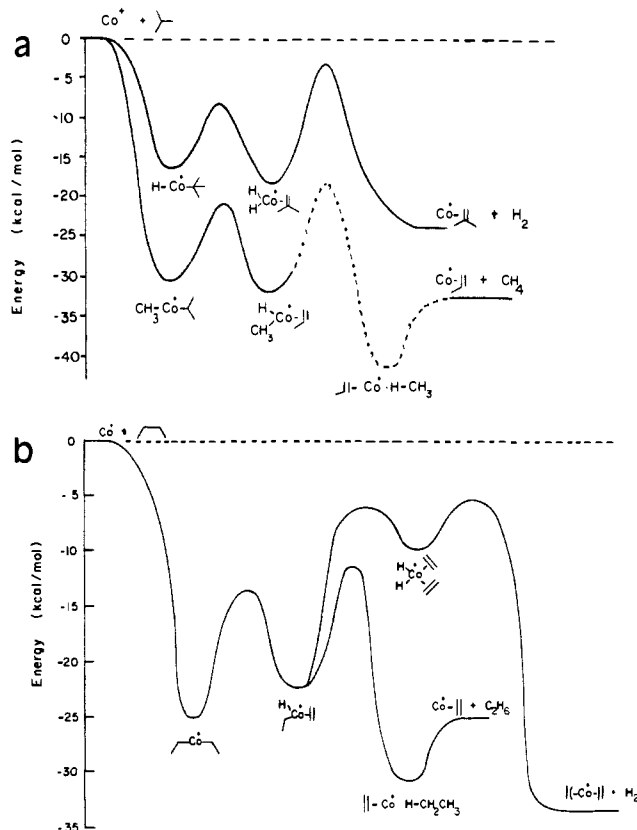 Co+ +
a
0
-5
-10
-15
-20
-25
-30
-35
-40
Energy (kcal/mol)
H-Co+
H
H Co+
Co+ + H2
CH3-Co+
H
CH3 Co+
Co+ + CH4
Co+ · H-CH3
b
Co+ +
0
-5
-10
-15
-20
-25
-30
-35
Energy (kcal/mol)
Co+
H
Co+
H
H Co+
Co+ + C2H6
Co+ H-CH2CH3
Co+ + H2